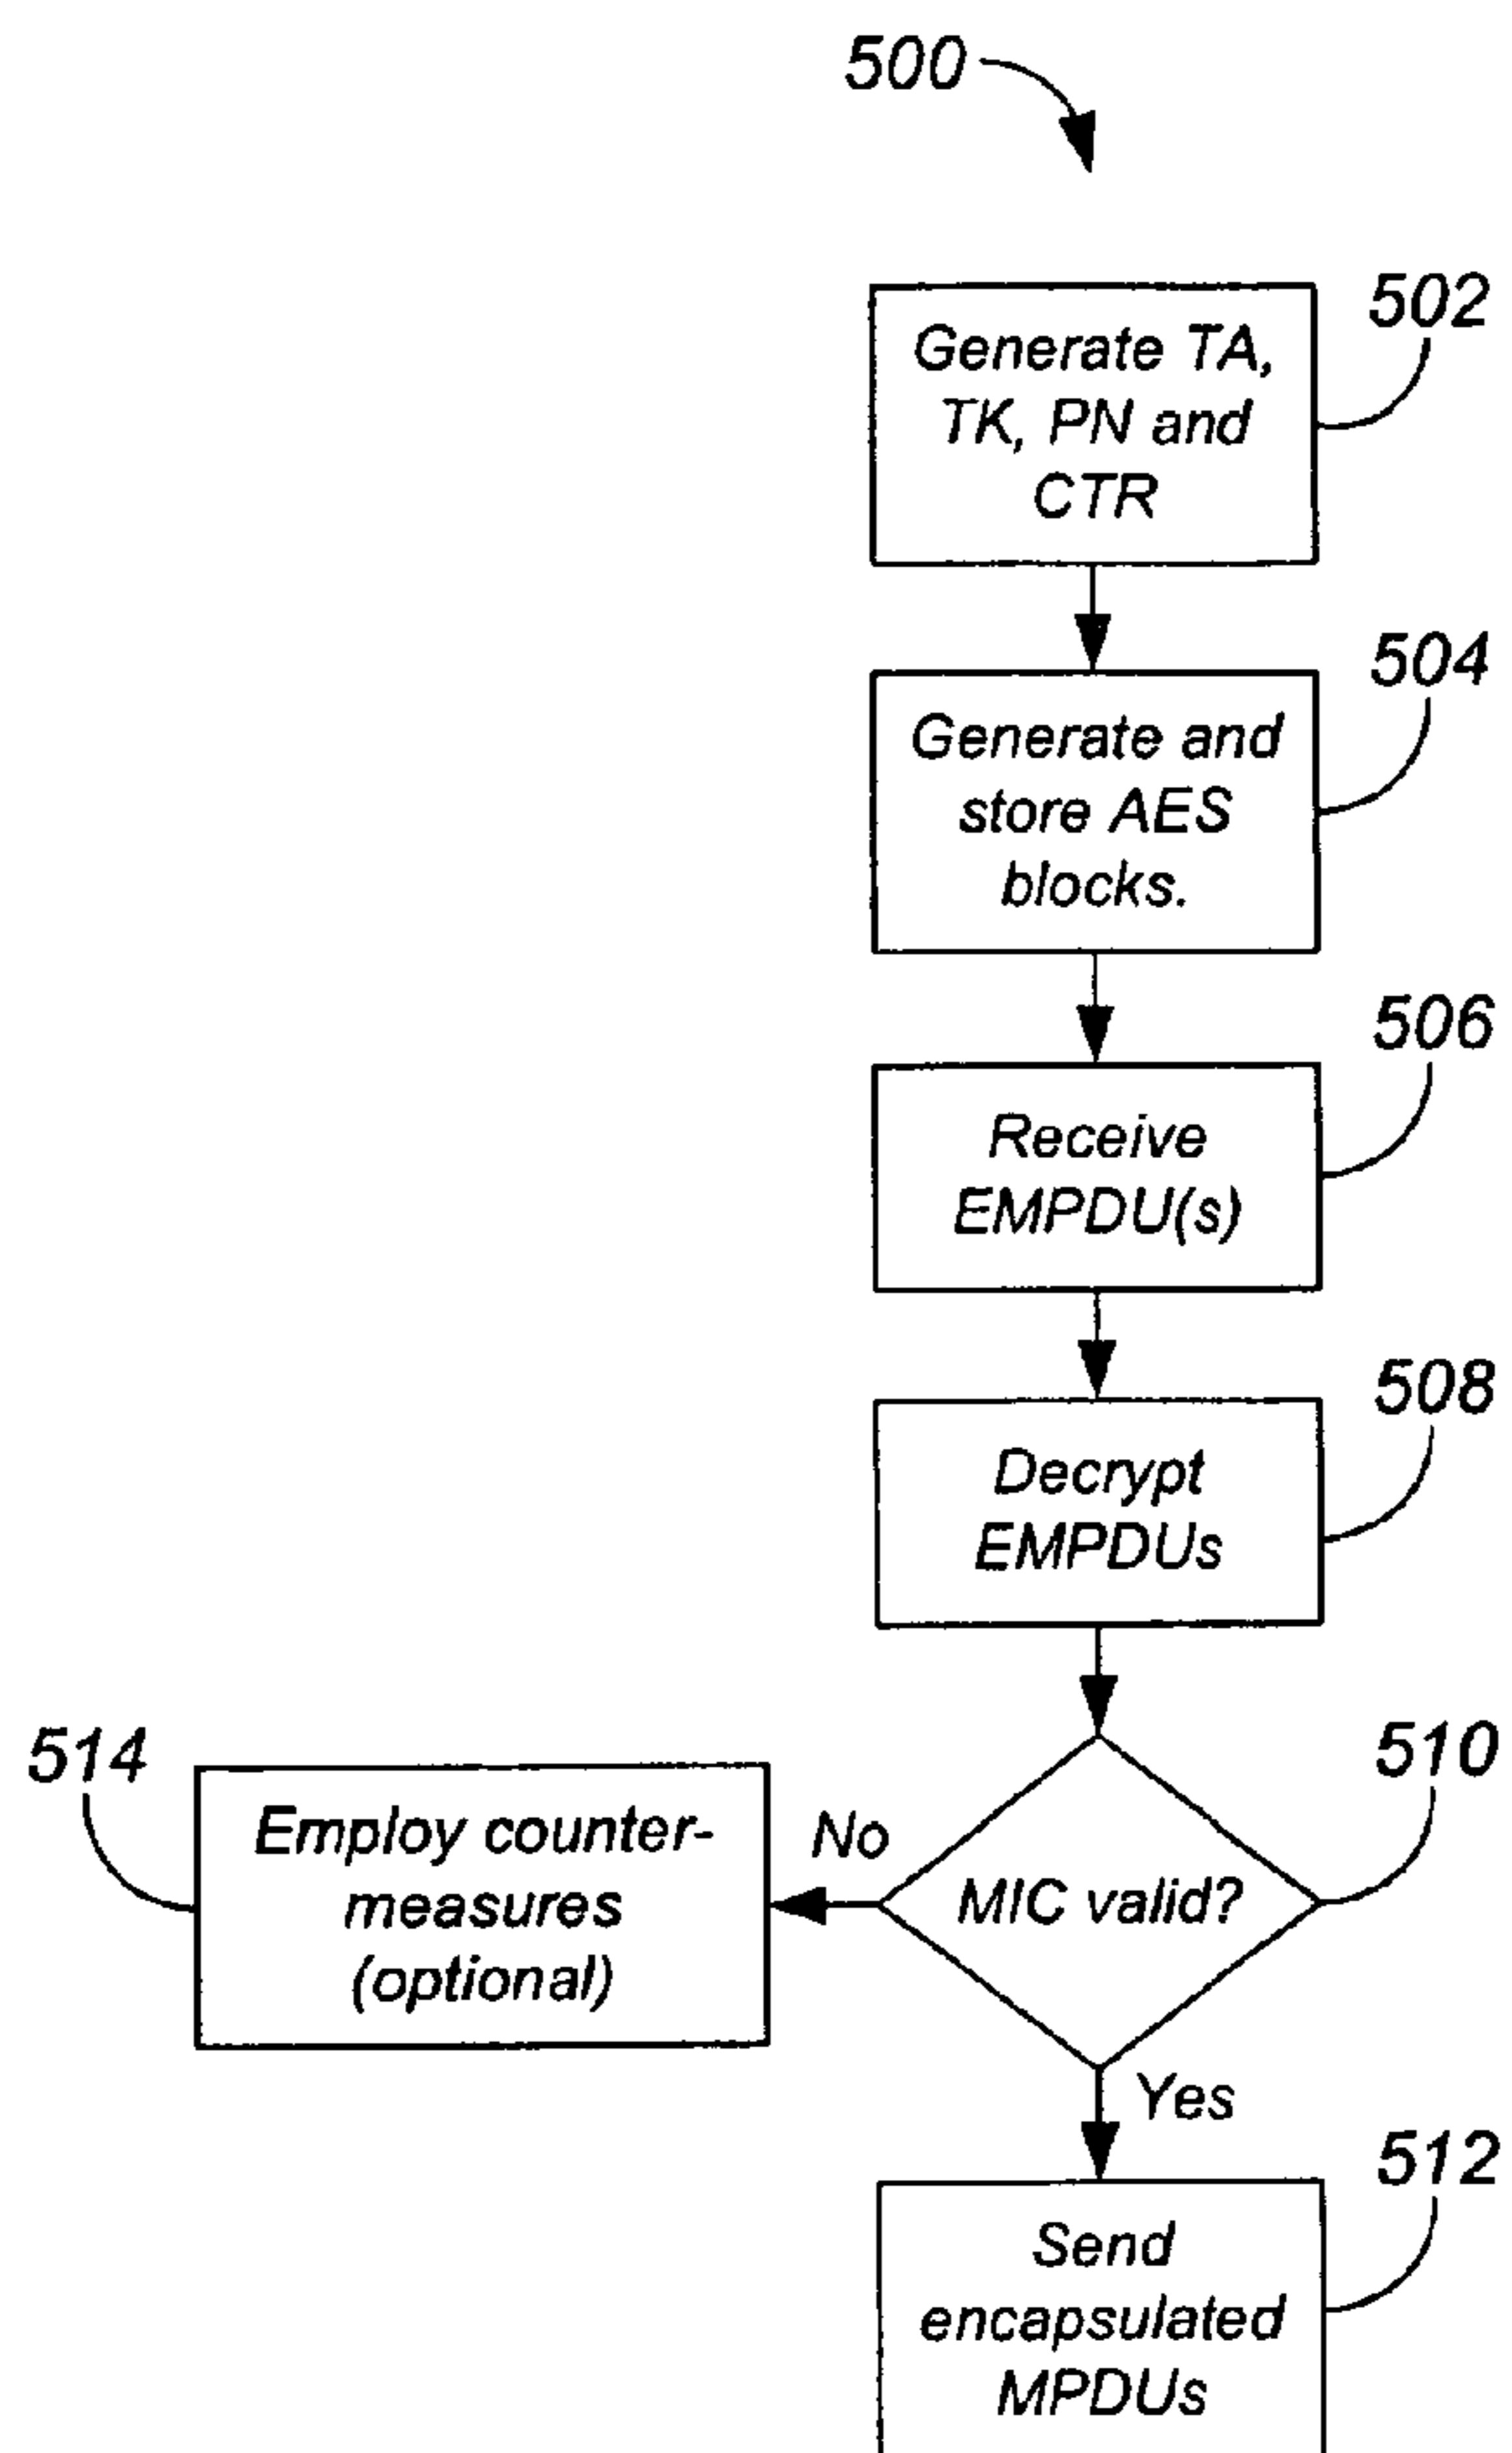 500
502
Generate TA,
TK, PN and
CTR
504
Generate and
store AES
blocks.
506
Receive
EMPDU(s)
508
Decrypt
EMPDUs
510
MIC valid?
No
514
Employ counter-
measures
(optional)
Yes
512
Send
encapsulated
MPDUs